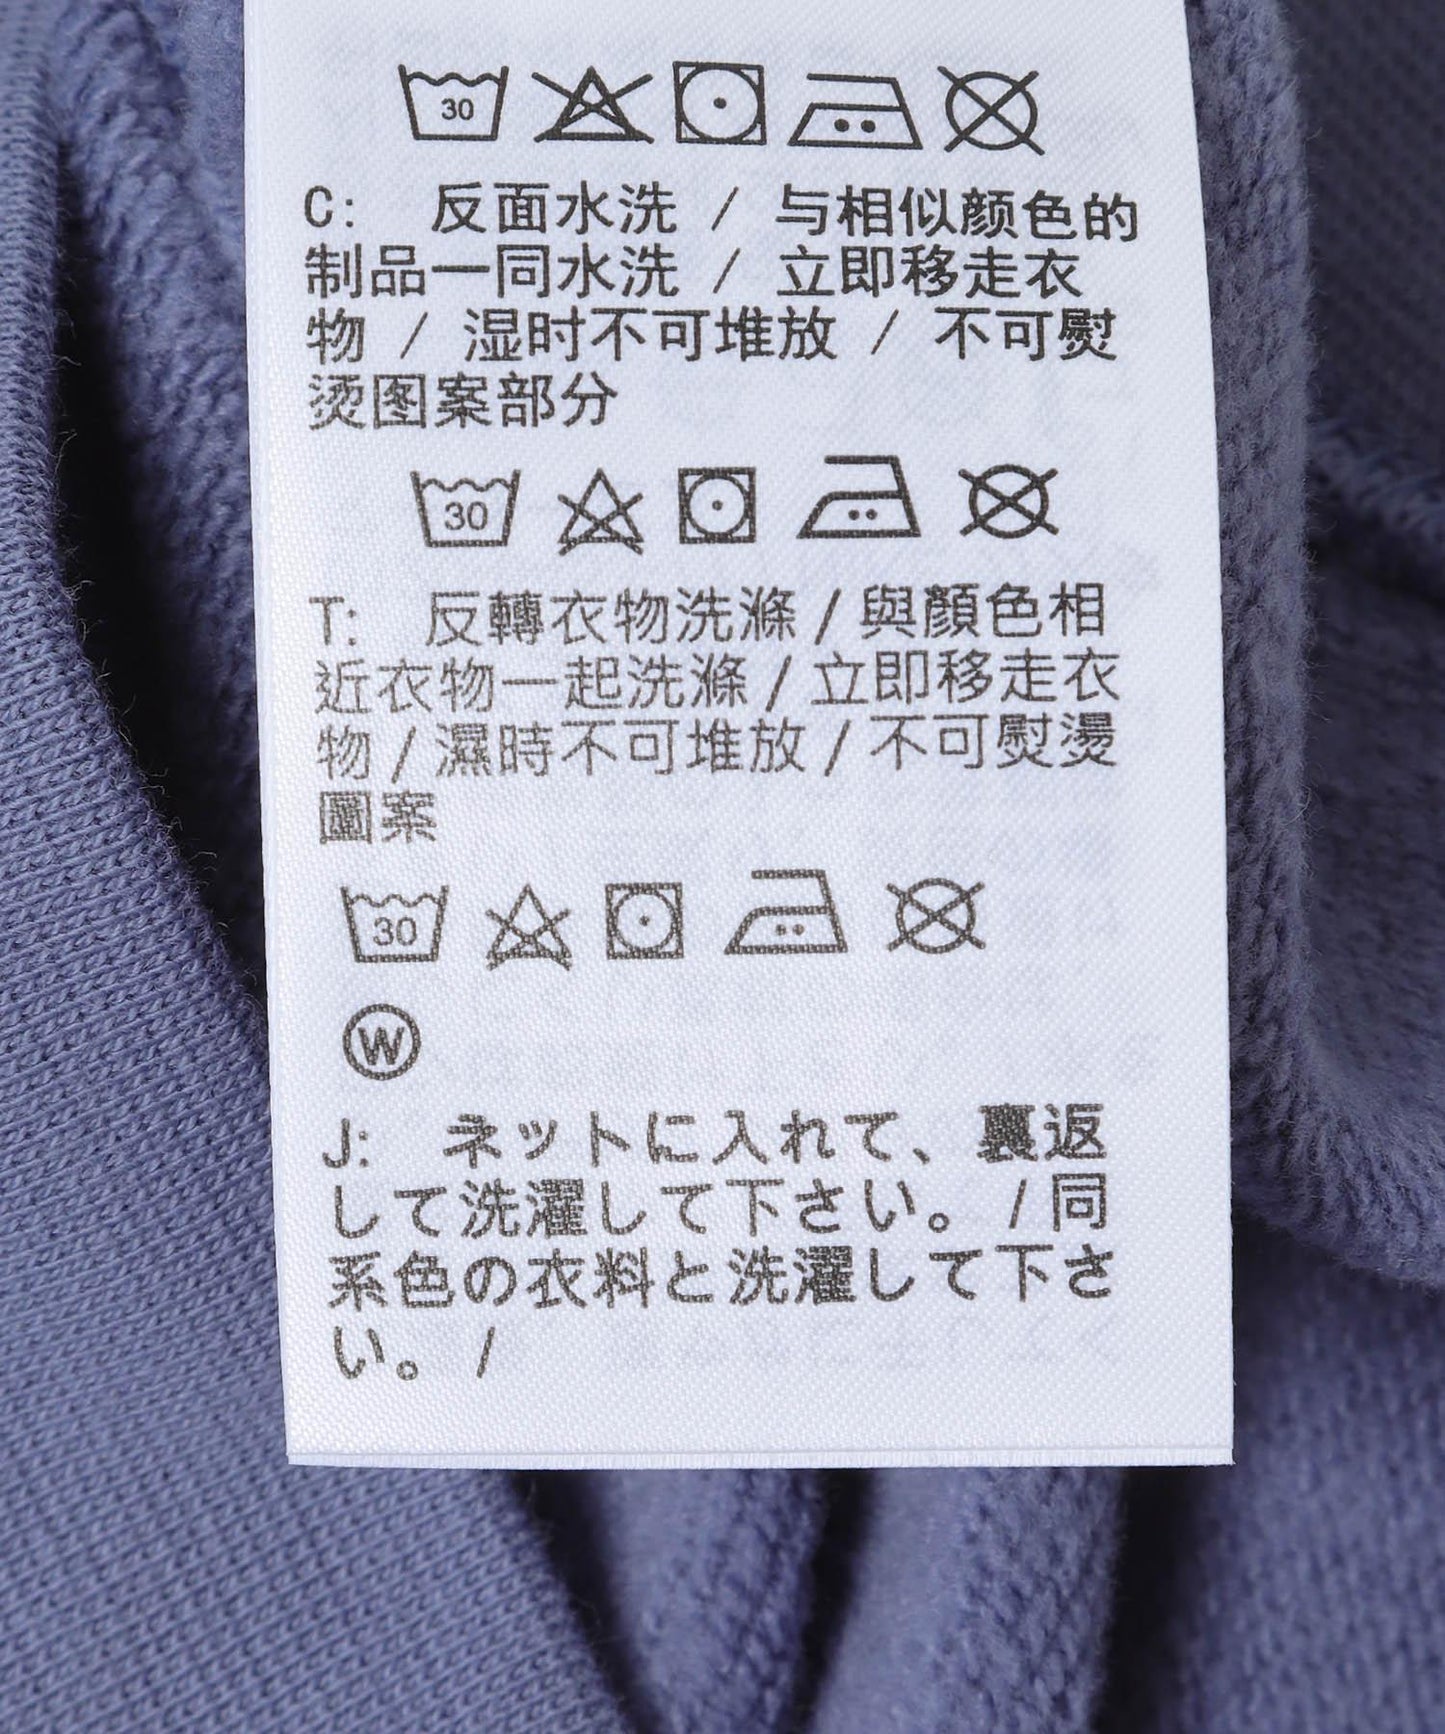 30
C: 反面水洗 / 与相似颜色的
制品一同水洗 / 立即移走衣
物 / 湿时不可堆放 / 不可熨
烫图案部分
30
T: 反轉衣物洗滌 / 與顏色相
近衣物一起洗滌 / 立即移走衣
物 / 濕時不可堆放 / 不可熨燙
圖案
30
W
J: ネットに入れて、裏返
して洗濯して下さい。 / 同
系色の衣料と洗濯して下さ
い。 /